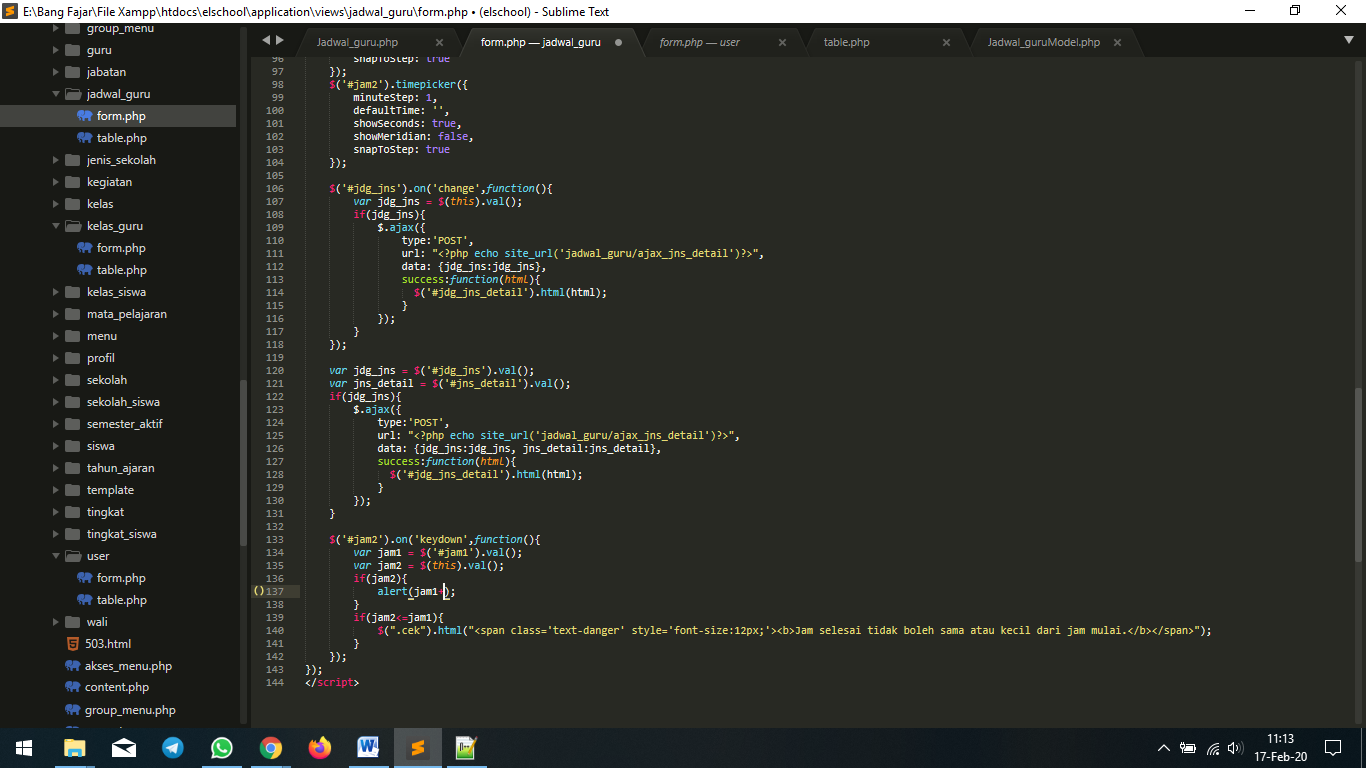 E:\Bang Fajar\File Xampp\htdocs\elschool\application\views\jadwal_guru\form.php • (elschool) - Sublime Text
group_menu
guru
jabatan
jadwal_guru
form.php
table.php
jenis_sekolah
kegiatan
kelas
kelas_guru
form.php
table.php
kelas_siswa
mata_pelajaran
menu
profil
sekolah
sekolah_siswa
semester_aktif
siswa
tahun_ajaran
template
tingkat
tingkat_siswa
user
form.php
table.php
wali
503.html
akses_menu.php
content.php
group_menu.php
Jadwal_guru.php
form.php — jadwal_guru
form.php — user
table.php
Jadwal_guruModel.php
96 snapToStep: true
97 });
98 $('#jam2').timepicker({
99 minuteStep: 1,
100 defaultTime: '',
101 showSeconds: true,
102 showMeridian: false,
103 snapToStep: true
104 });
105
106 $('#jdg_jns').on('change',function(){
107 var jdg_jns = $(this).val();
108 if(jdg_jns){
109 $.ajax({
110 type:'POST',
111 url: "<?php echo site_url('jadwal_guru/ajax_jns_detail')?>",
112 data: {jdg_jns:jdg_jns},
113 success:function(html){
114 $('#jdg_jns_detail').html(html);
115 }
116 });
117 }
118 });
119
120 var jdg_jns = $('#jdg_jns').val();
121 var jns_detail = $('#jns_detail').val();
122 if(jdg_jns){
123 $.ajax({
124 type:'POST',
125 url: "<?php echo site_url('jadwal_guru/ajax_jns_detail')?>",
126 data: {jdg_jns:jdg_jns, jns_detail:jns_detail},
127 success:function(html){
128 $('#jdg_jns_detail').html(html);
129 }
130 });
131 }
132
133 $('#jam2').on('keydown',function(){
134 var jam1 = $('#jam1').val();
135 var jam2 = $(this).val();
136 if(jam2){
()137 alert(jam1+);
138 }
139 if(jam2<=jam1){
140 $(".cek").html("<span class='text-danger' style='font-size:12px;'><b>Jam selesai tidak boleh sama atau kecil dari jam mulai.</b></span>");
141 }
142 });
143 });
144 </script>
11:13
17-Feb-20